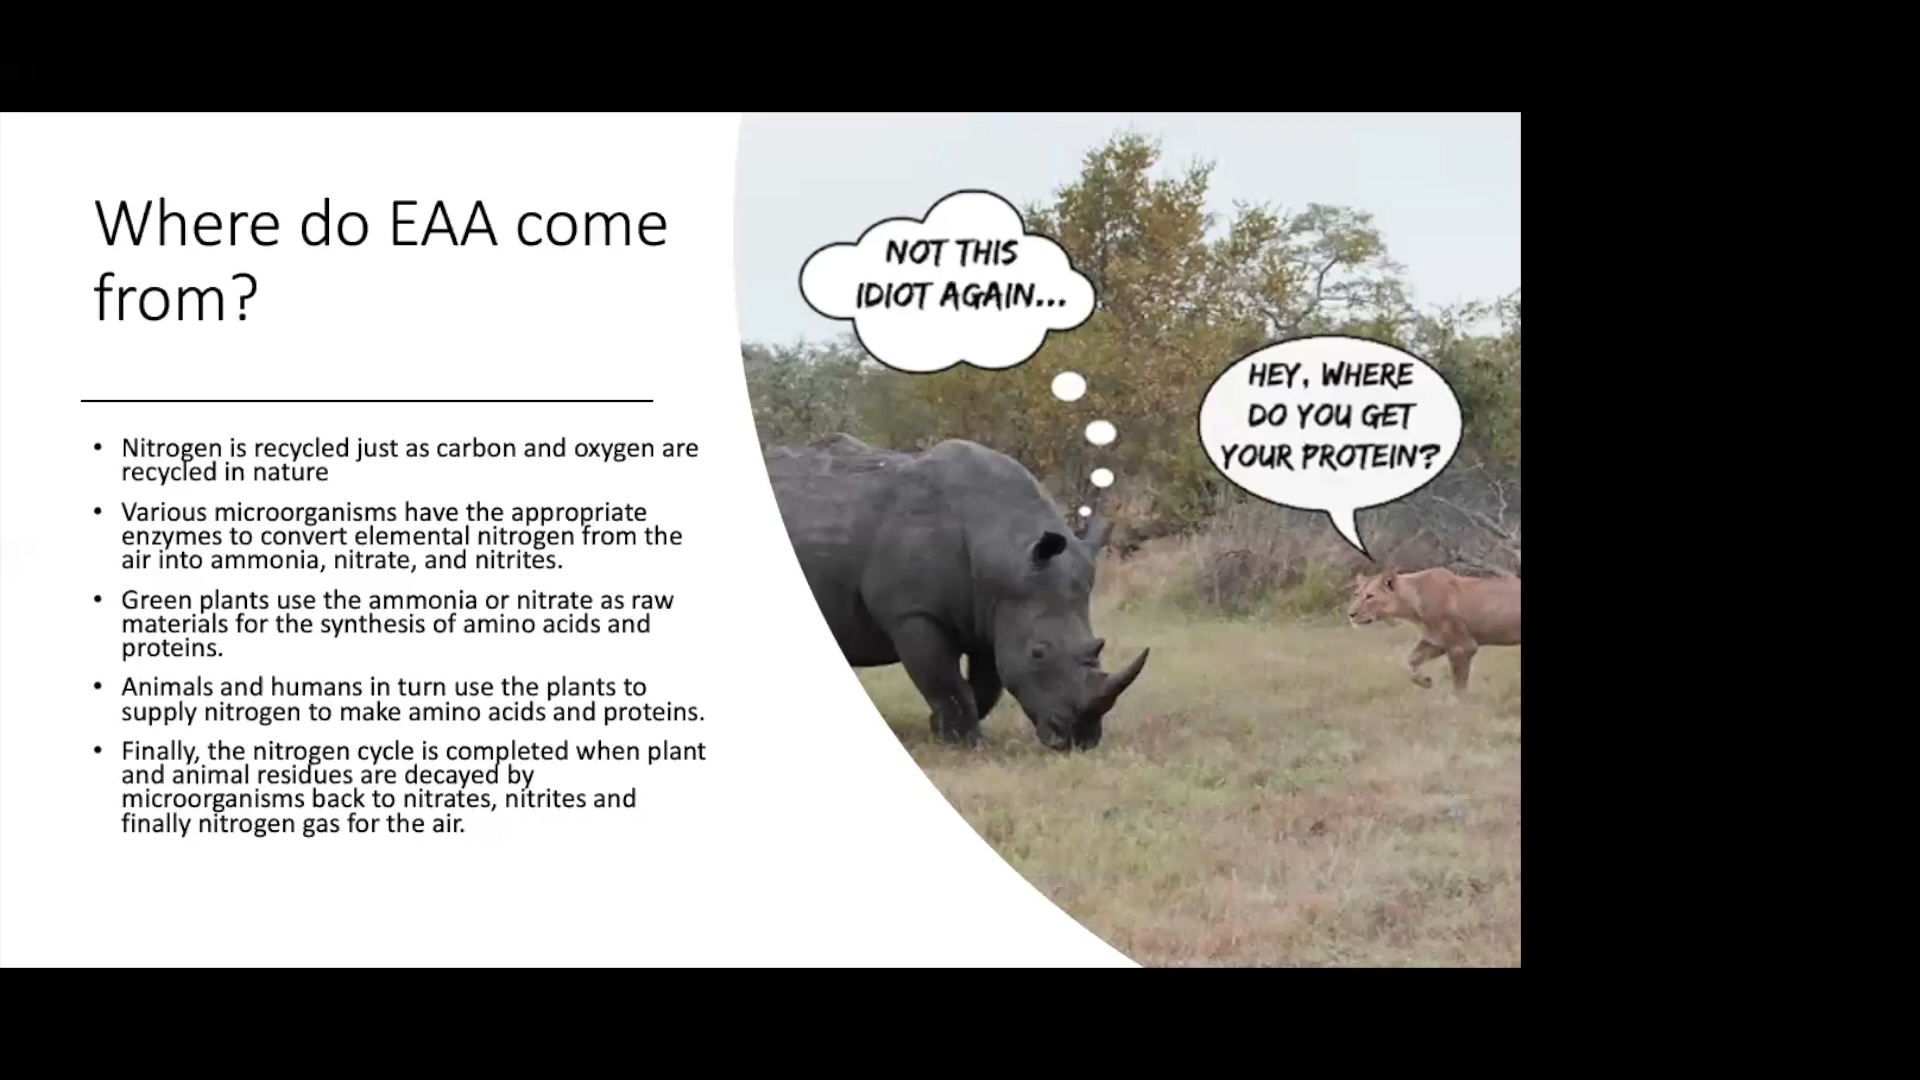 Where do EAA come
from?
• Nitrogen is recycled just as carbon and oxygen are
recycled in nature
• Various microorganisms have the appropriate
enzymes to convert elemental nitrogen from the
air into ammonia, nitrate, and nitrites.
• Green plants use the ammonia or nitrate as raw
materials for the synthesis of amino acids and
proteins.
• Animals and humans in turn use the plants to
supply nitrogen to make amino acids and proteins.
• Finally, the nitrogen cycle is completed when plant
and animal residues are decayed by
microorganisms back to nitrates, nitrites and
finally nitrogen gas for the air.
NOT THIS
IDIOT AGAIN...
HEY, WHERE
DO YOU GET
YOUR PROTEIN?